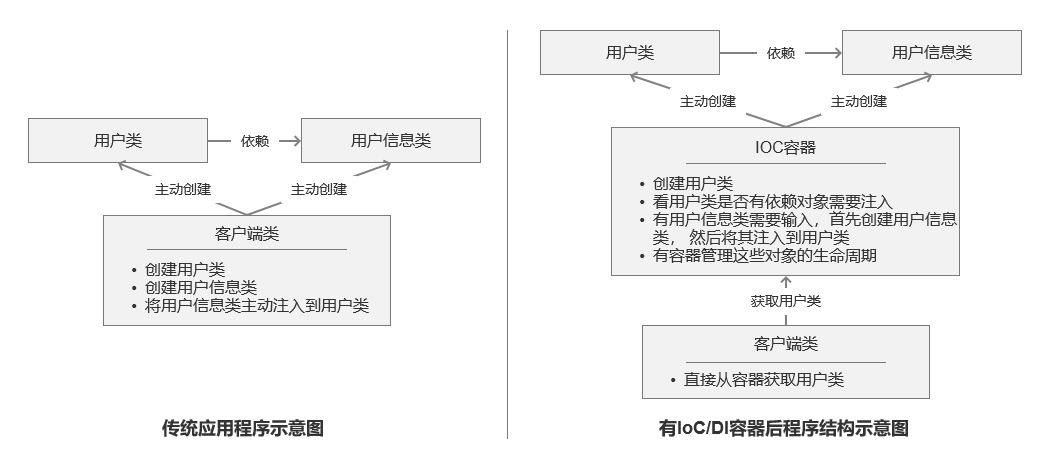 用户类
依赖
用户信息类
主动创建
主动创建
客户端类
• 创建用户类
• 创建用户信息类
• 将用户信息类主动注入到用户类
传统应用程序示意图
用户类
依赖
用户信息类
主动创建
主动创建
IOC容器
• 创建用户类
• 看用户类是否有依赖对象需要注入
• 有用户信息类需要输入，首先创建用户信息
类， 然后将其注入到用户类
• 有容器管理这些对象的生命周期
获取用户类
客户端类
• 直接从容器获取用户类
有IoC/DI容器后程序结构示意图